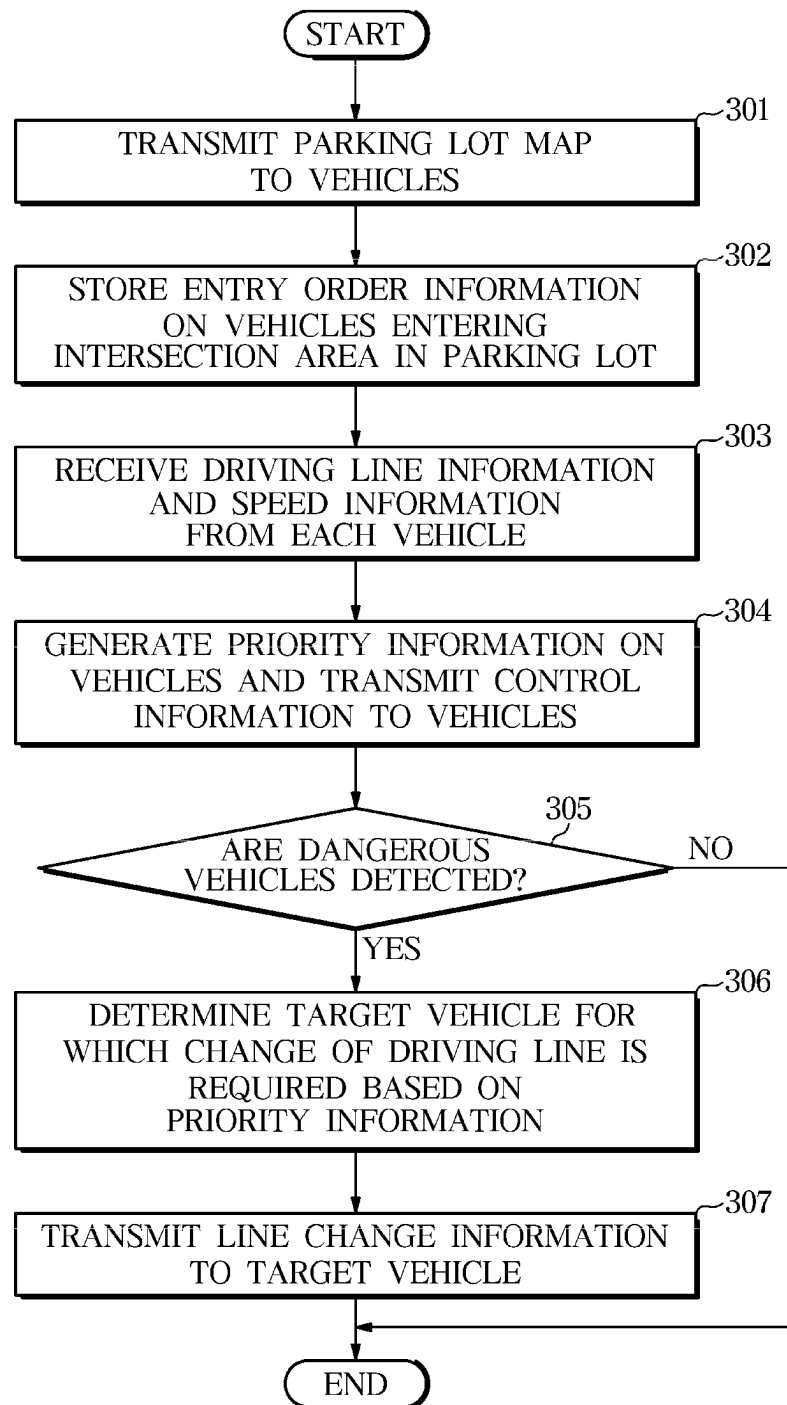 START
301
TRANSMIT PARKING LOT MAP
TO VEHICLES
302
STORE ENTRY ORDER INFORMATION
ON VEHICLES ENTERING
INTERSECTION AREA IN PARKING LOT
303
RECEIVE DRIVING LINE INFORMATION
AND SPEED INFORMATION
FROM EACH VEHICLE
304
GENERATE PRIORITY INFORMATION ON
VEHICLES AND TRANSMIT CONTROL
INFORMATION TO VEHICLES
305
ARE DANGEROUS
VEHICLES DETECTED?
NO
YES
306
DETERMINE TARGET VEHICLE FOR
WHICH CHANGE OF DRIVING LINE IS
REQUIRED BASED ON
PRIORITY INFORMATION
307
TRANSMIT LINE CHANGE INFORMATION
TO TARGET VEHICLE
END